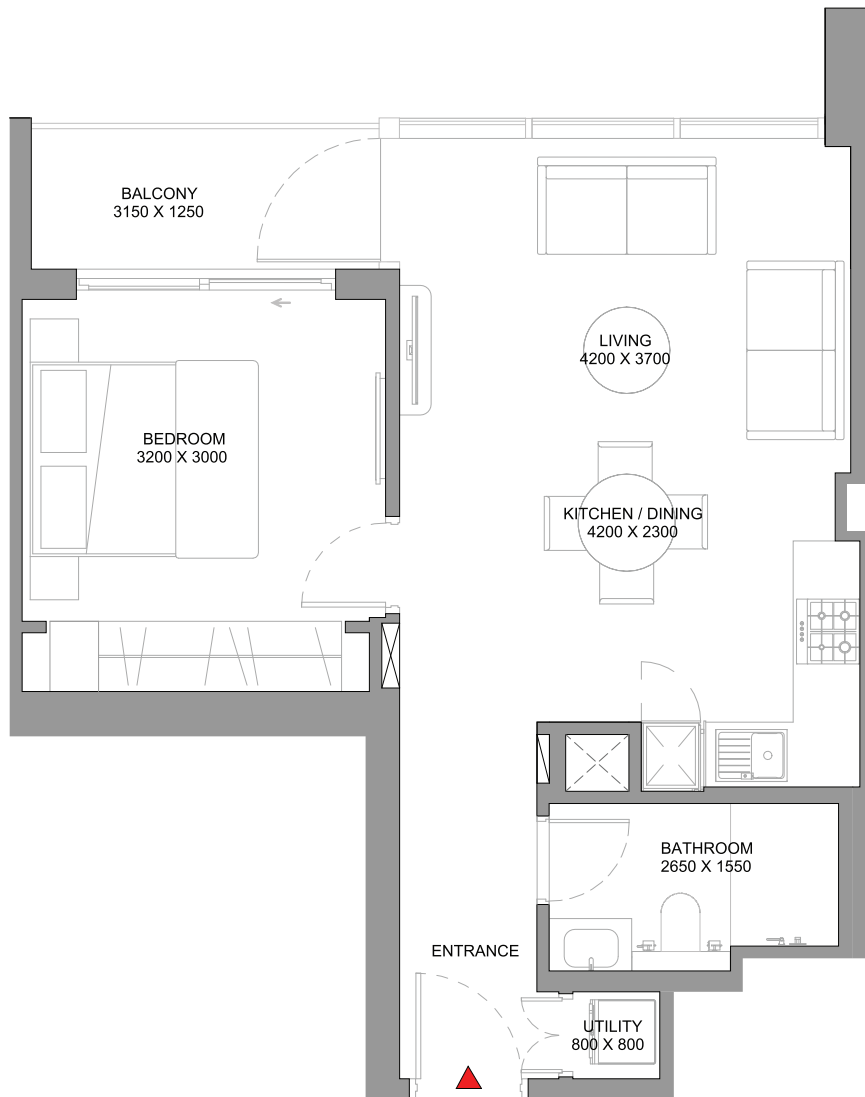 BALCONY
3150 X 1250
LIVING
4200 X 3700
BEDROOM
3200 X 3000
KITCHEN / DINING
4200 X 2300
BATHROOM
2650 X 1550
ENTRANCE
UTILITY
800 X 800